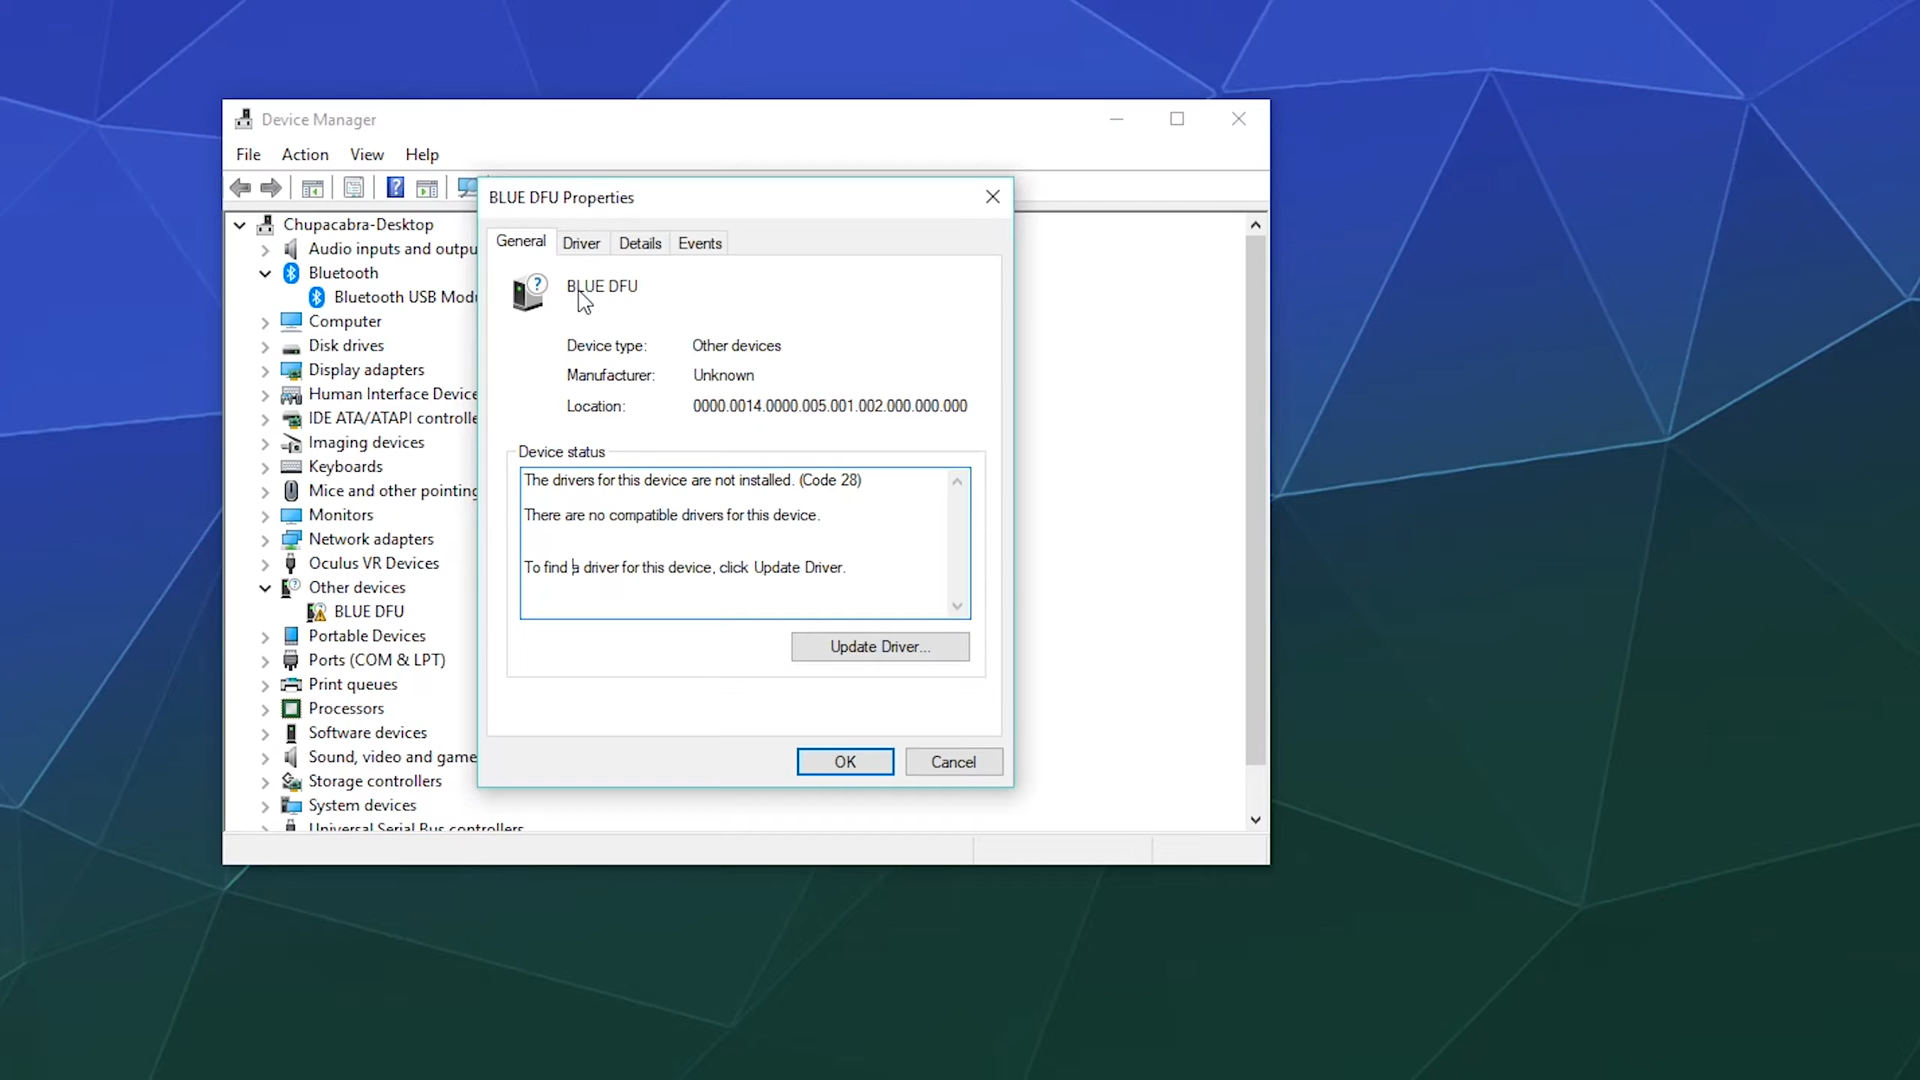 Device Manager
File Action View Help
BLUE DFU Properties
Chupacabra-Desktop
Audio inputs and outpu
Bluetooth
Bluetooth USB Modu
Computer
Disk drives
Display adapters
Human Interface Device
IDE ATA/ATAPI controlle
Imaging devices
Keyboards
Mice and other pointing
Monitors
Network adapters
Oculus VR Devices
Other devices
BLUE DFU
Portable Devices
Ports (COM & LPT)
Print queues
Processors
Software devices
Sound, video and game
Storage controllers
System devices
Universal Serial Bus controllers
General Driver Details Events
BLUE DFU
Device type: Other devices
Manufacturer: Unknown
Location: 0000.0014.0000.005.001.002.000.000.000
Device status
The drivers for this device are not installed. (Code 28)
There are no compatible drivers for this device.
To find a driver for this device, click Update Driver.
Update Driver...
OK Cancel